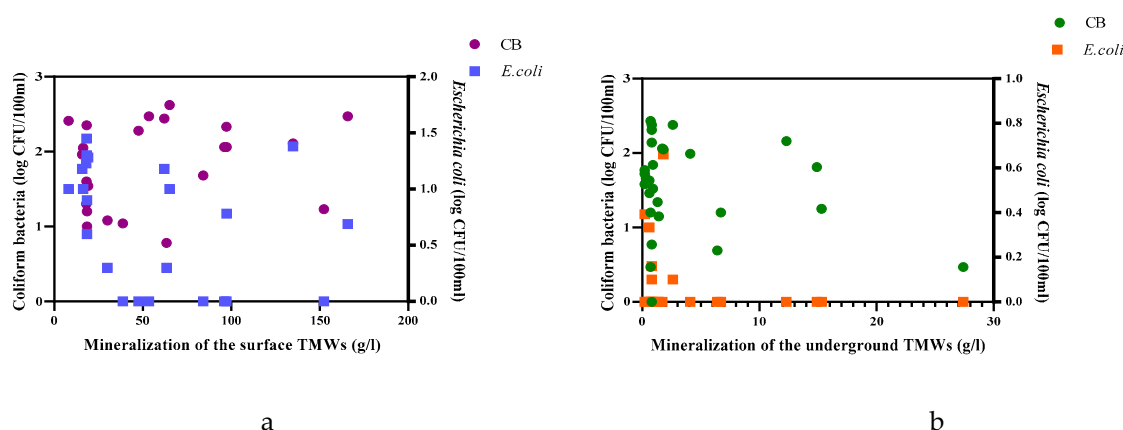 CB
E.coli
3
2
1
0
Coliform bacteria (log CFU/100ml)
2.0
1.5
1.0
0.5
0.0
Escherichia coli (log CFU/100ml)
0
50
100
150
200
Mineralization of the surface TMWs (g/l)
a
CB
E.coli
3
2
1
0
Coliform bacteria (log CFU/100ml)
1.0
0.8
0.6
0.4
0.2
0.0
Escherichia coli (log CFU/100ml)
0
10
20
30
Mineralization of the underground TMWs (g/l)
b